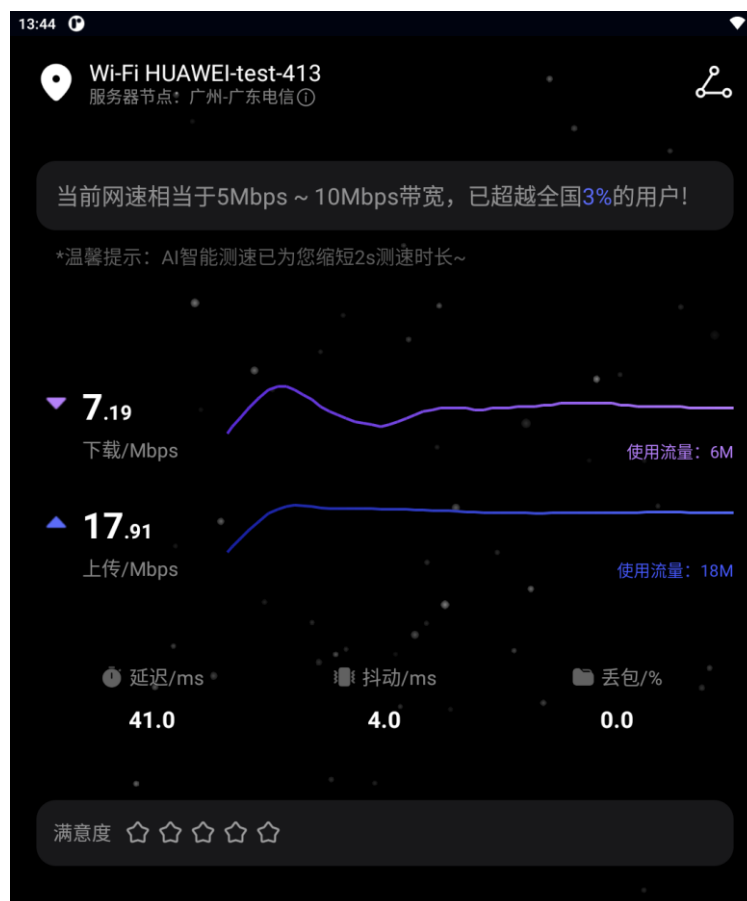 13:44
Wi-Fi HUAWEI-test-413
服务器节点：广州-广东电信
当前网速相当于5Mbps ~ 10Mbps带宽，已超越全国3%的用户！
*温馨提示：AI智能测速已为您缩短2s测速时长~
7.19
下载/Mbps
使用流量：6M
17.91
上传/Mbps
使用流量：18M
延迟/ms 抖动/ms 丢包/%
41.0 4.0 0.0
满意度